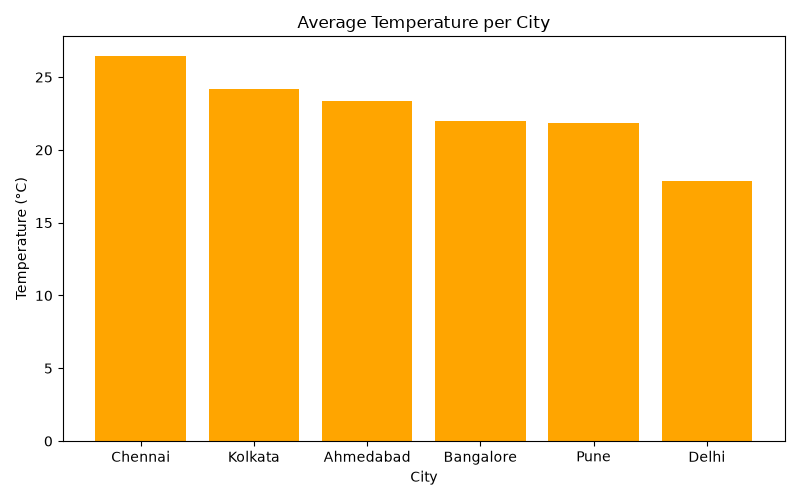 Average Temperature per City
Temperature (°C)
25
20
15
10
5
0
Chennai Kolkata Ahmedabad Bangalore Pune Delhi
City